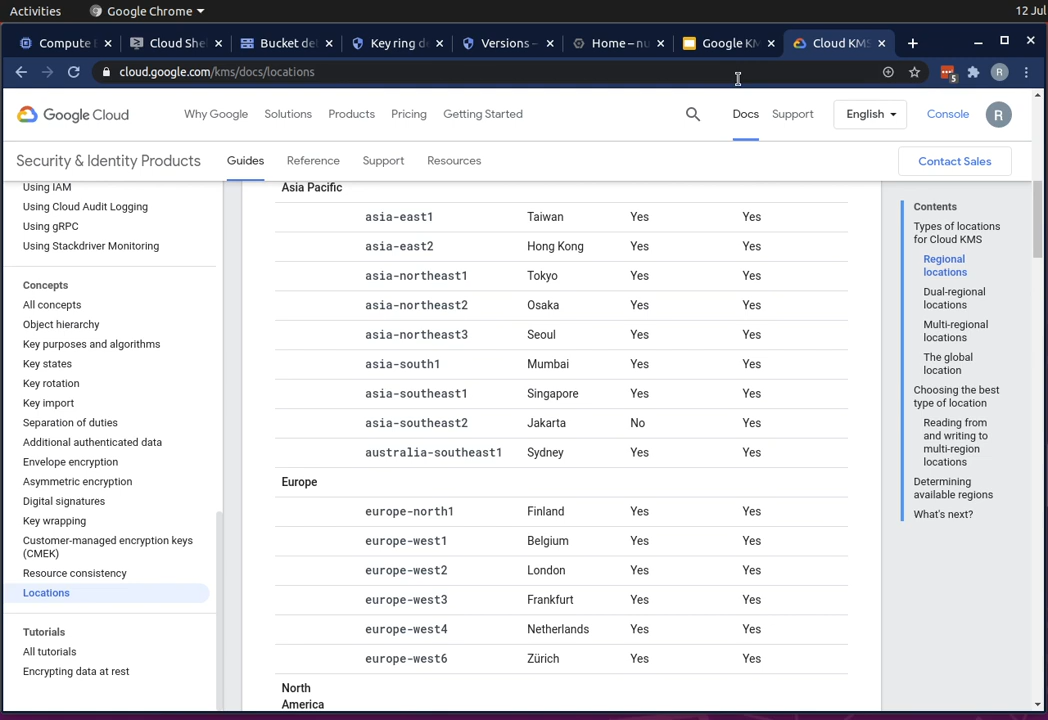 Activities
Google Chrome
12 Jul
Compute E
Cloud She
Bucket de
Key ring d
Versions –
Home – nu
Google KM
Cloud KMS
cloud.google.com/kms/docs/locations
5
R
Google Cloud
Why Google
Solutions
Products
Pricing
Getting Started
Docs
Support
English
Console
R
Security & Identity Products
Guides
Reference
Support
Resources
Contact Sales
Using IAM
Using Cloud Audit Logging
Using gRPC
Using Stackdriver Monitoring
Concepts
All concepts
Object hierarchy
Key purposes and algorithms
Key states
Key rotation
Key import
Separation of duties
Additional authenticated data
Envelope encryption
Asymmetric encryption
Digital signatures
Key wrapping
Customer-managed encryption keys
(CMEK)
Resource consistency
Locations
Tutorials
All tutorials
Encrypting data at rest
Asia Pacific
asia-east1 Taiwan Yes Yes
asia-east2 Hong Kong Yes Yes
asia-northeast1 Tokyo Yes Yes
asia-northeast2 Osaka Yes Yes
asia-northeast3 Seoul Yes Yes
asia-south1 Mumbai Yes Yes
asia-southeast1 Singapore Yes Yes
asia-southeast2 Jakarta No Yes
australia-southeast1 Sydney Yes Yes
Europe
europe-north1 Finland Yes Yes
europe-west1 Belgium Yes Yes
europe-west2 London Yes Yes
europe-west3 Frankfurt Yes Yes
europe-west4 Netherlands Yes Yes
europe-west6 Zürich Yes Yes
North
America
Contents
Types of locations
for Cloud KMS
Regional
locations
Dual-regional
locations
Multi-regional
locations
The global
location
Choosing the best
type of location
Reading from
and writing to
multi-region
locations
Determining
available regions
What's next?